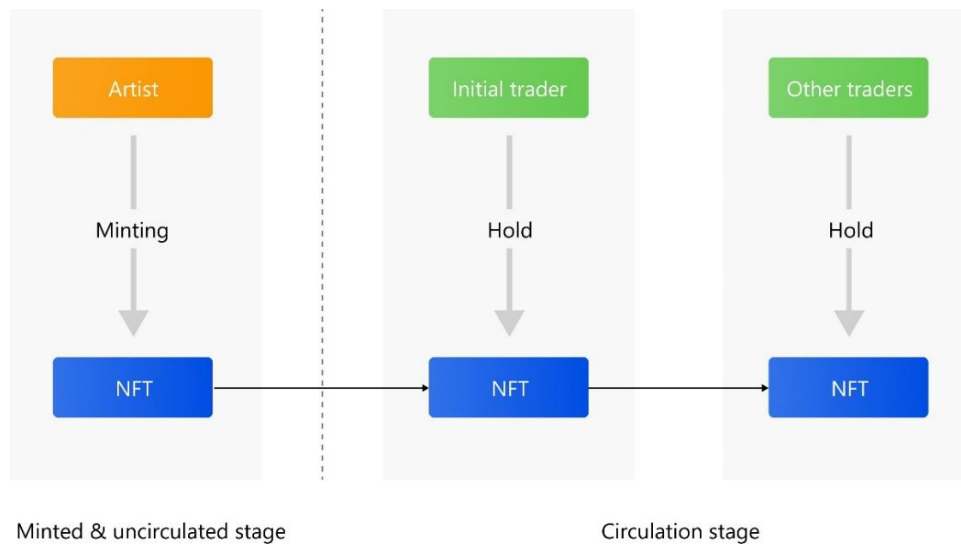 Artist
Initial trader
Other traders
Minting
Hold
Hold
NFT
NFT
NFT
Minted & uncirculated stage
Circulation stage